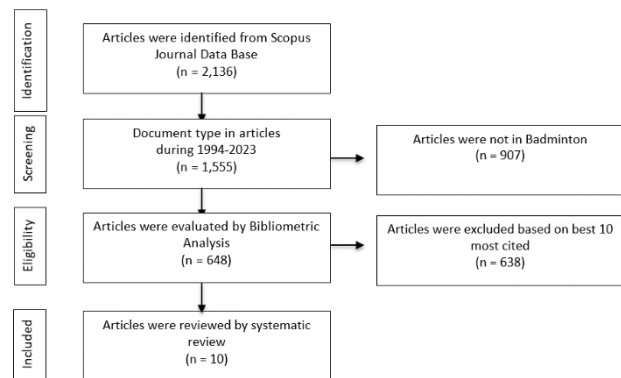 Identification
Articles were identified from Scopus
Journal Data Base
(n = 2,136)
Screening
Document type in articles
during 1994-2023
(n = 1,555)
Articles were not in Badminton
(n = 907)
Eligibility
Articles were evaluated by Bibliometric
Analysis
(n = 648)
Articles were excluded based on best 10
most cited
(n = 638)
Included
Articles were reviewed by systematic
review
(n = 10)